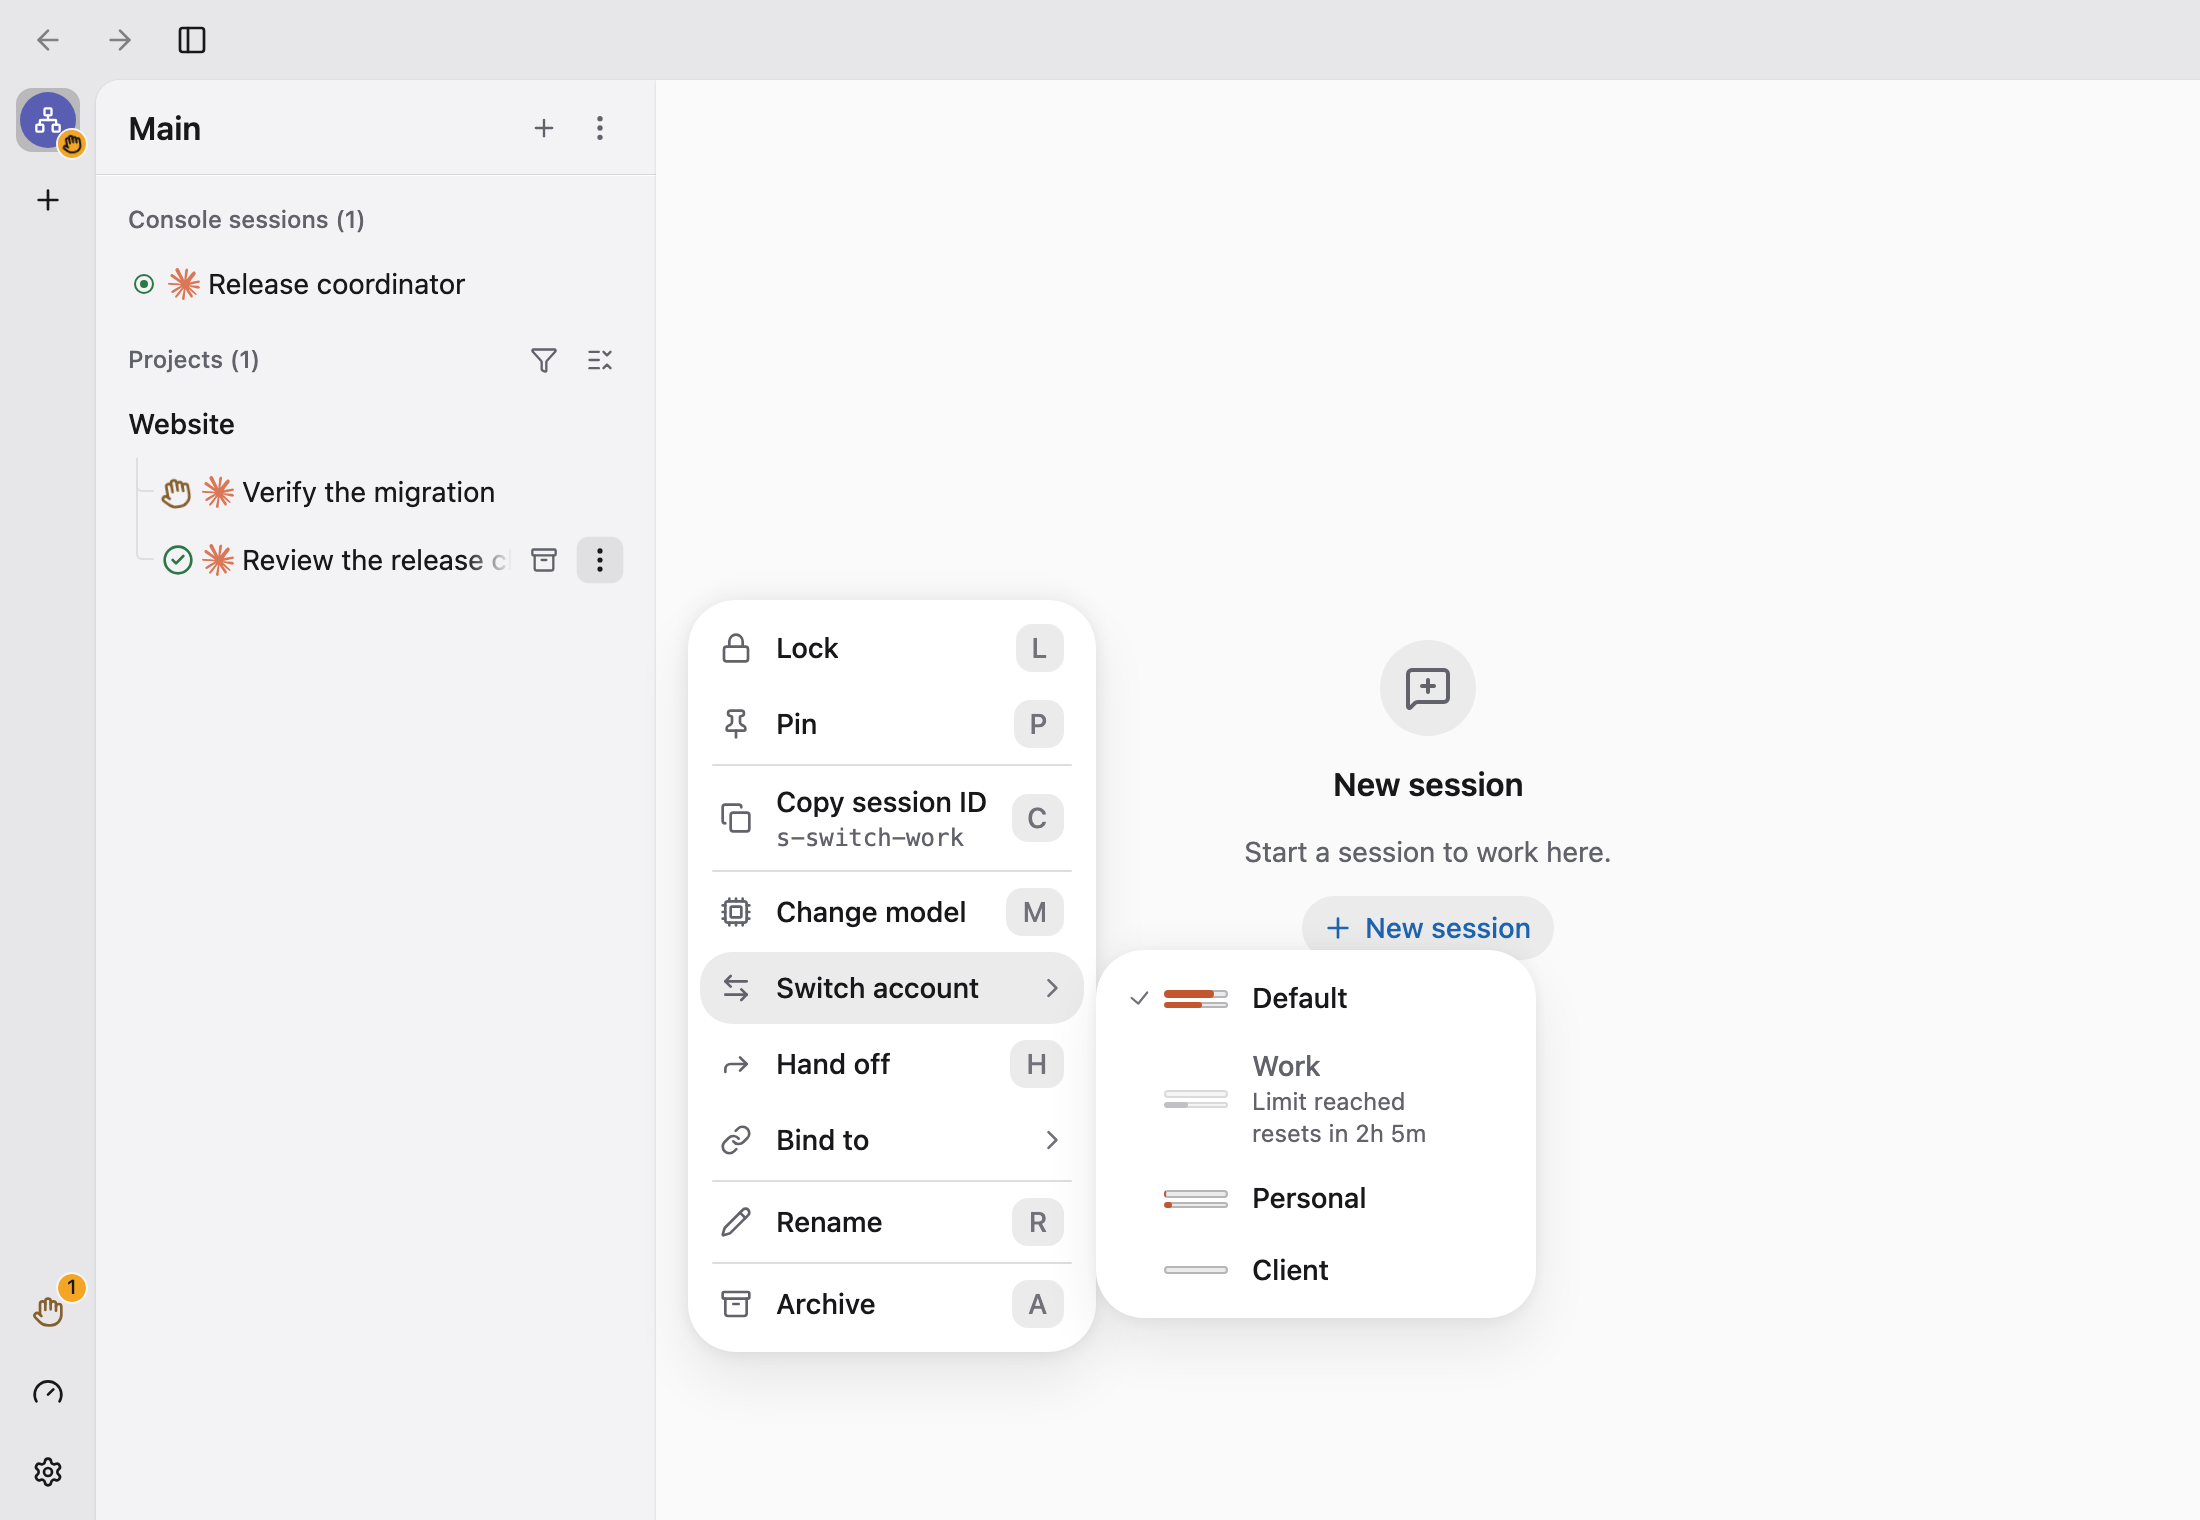 Main
Console sessions (1)
Release coordinator
Projects (1)
Website
Verify the migration
Review the release
Lock L
Pin P
Copy session ID C
s-switch-work
Change model M
Switch account
Hand off H
Bind to
Rename R
Archive A
New session
Start a session to work here.
New session
Default
Work
Limit reached
resets in 2h 5m
Personal
Client
1